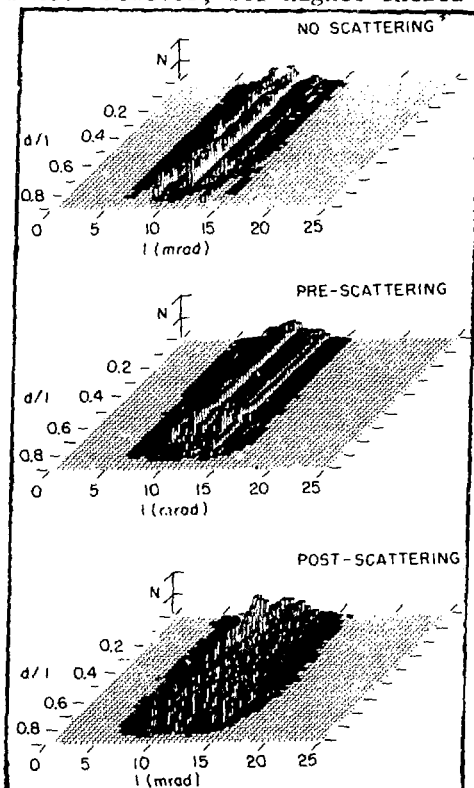 NO SCATTERING
N
0.2
0.4
d/l
0.6
0.8
0 5 10 15 20 25
l (mrad)
PRE-SCATTERING
N
0.2
0.4
d/l
0.6
0.8
0 5 10 15 20 25
l (mrad)
POST-SCATTERING
N
0.2
0.4
d/l
0.6
0.8
0 5 10 15 20 25
l (mrad)